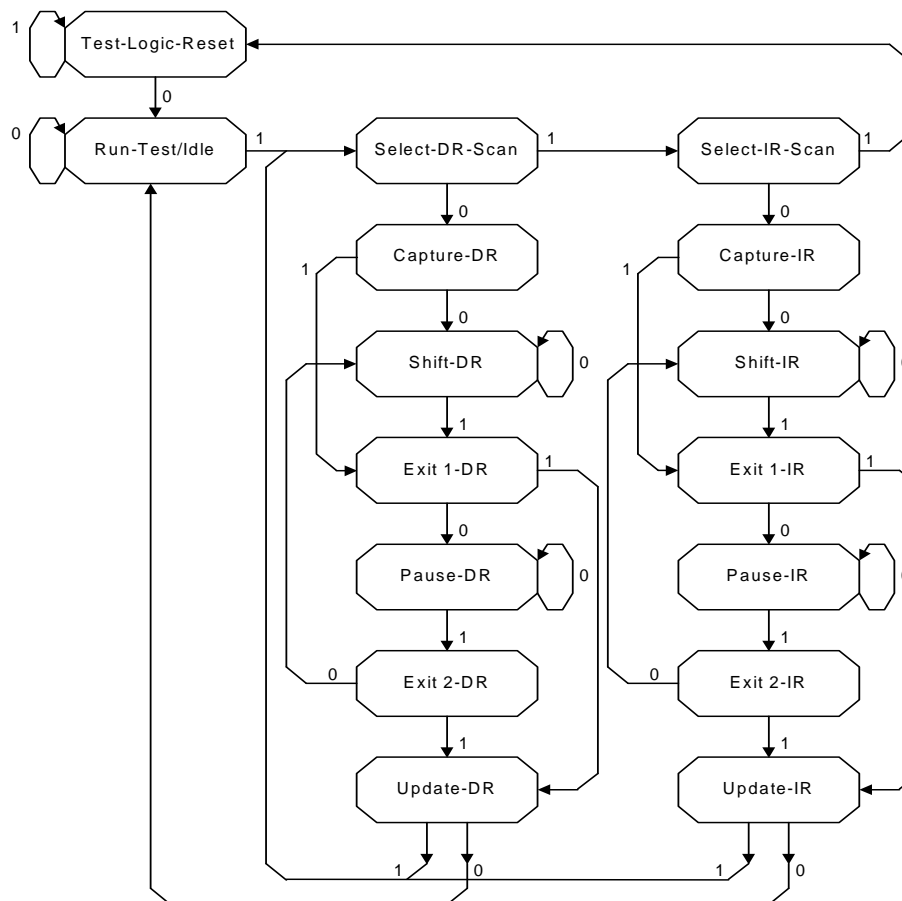 1
Test-Logic-Reset
0
0
Run-Test/Idle
1
Select-DR-Scan
1
Select-IR-Scan
1
0
0
1
Capture-DR
1
Capture-IR
0
0
Shift-DR
0
Shift-IR
1
1
Exit 1-DR
1
Exit 1-IR
1
0
0
Pause-DR
0
Pause-IR
1
1
0
Exit 2-DR
0
Exit 2-IR
1
1
Update-DR
Update-IR
1
0
1
0